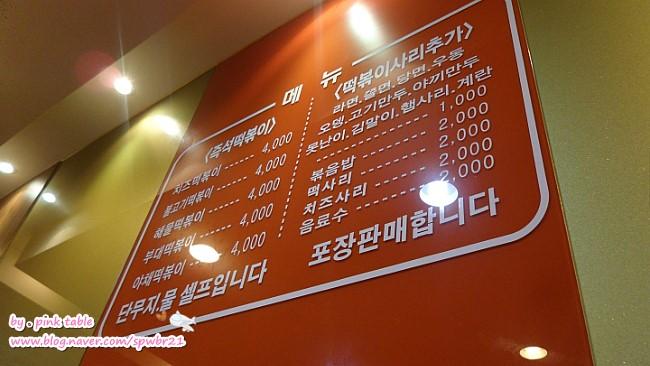 메 뉴
<즉석떡볶이>
치즈떡볶이 ------ 4,000
불고기떡볶이 ------ 4,000
해물떡볶이 ------ 4,000
부대떡볶이 ------ 4,000
야채떡볶이 ------ 4,000
<떡볶이사리추가>
라면.쫄면.당면.우동
오뎅.고기만두.야끼만두
못난이.김말이.햄사리.계란
1,000
볶음밥 ------ 2,000
떡사리 ------ 2,000
치즈사리 ------ 2,000
음료수 ------ 2,000
단무지,물 셀프입니다
포장판매합니다
by. pink table
www.blog.naver.com/spwbr21